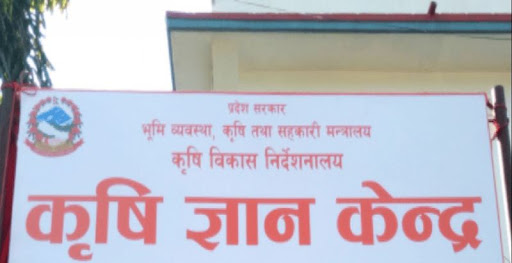 प्रदेश सरकार
भूमि व्यवस्था, कृषि तथा सहकारी मन्त्रालय
कृषि विकास निर्देशनालय
कृषि ज्ञान केन्द्र